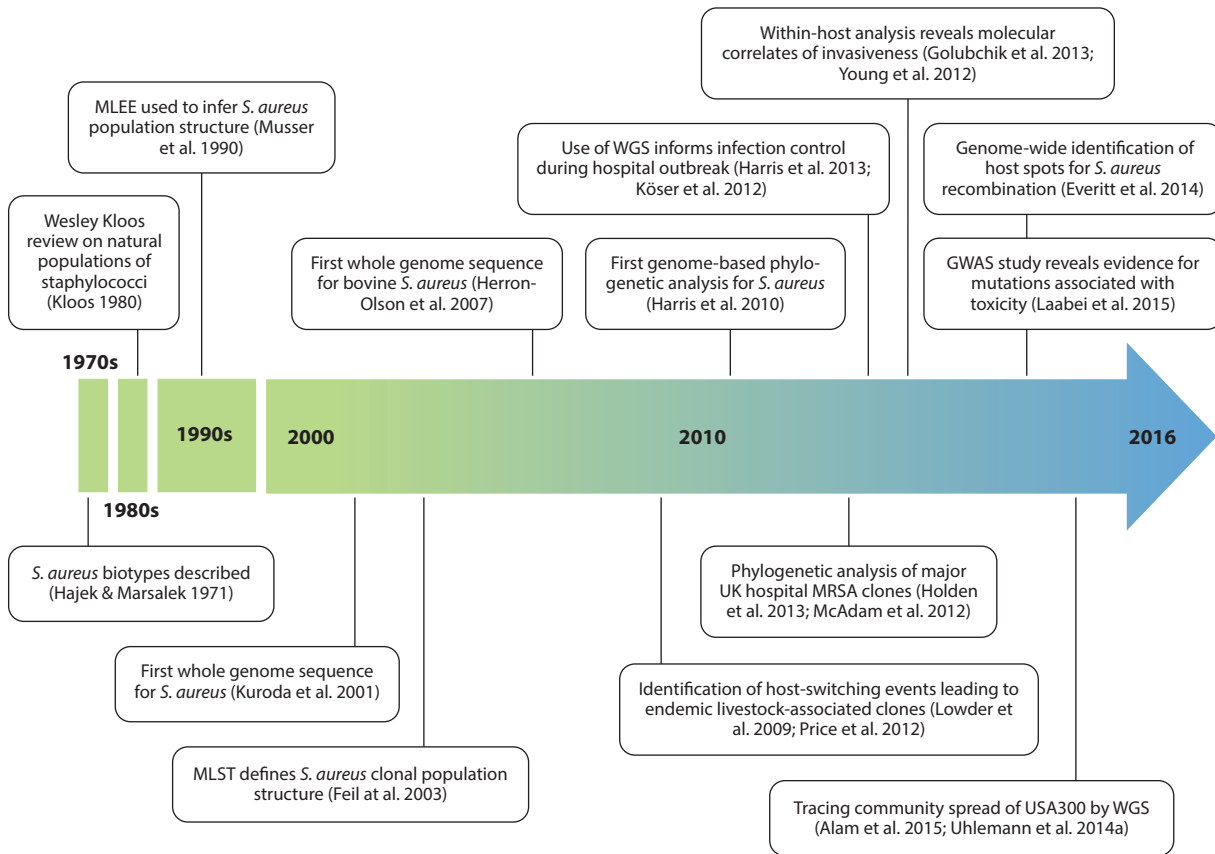 Within-host analysis reveals molecular
correlates of invasiveness (Golubchik et al. 2013;
Young et al. 2012)
MLEE used to infer S. aureus
population structure (Musser
et al. 1990)
Use of WGS informs infection control
during hospital outbreak (Harris et al. 2013;
Köser et al. 2012)
Genome-wide identification of
host spots for S. aureus
recombination (Everitt et al. 2014)
Wesley Kloos
review on natural
populations of
staphylococci
(Kloos 1980)
First whole genome sequence
for bovine S. aureus (Herron-
Olson et al. 2007)
First genome-based phylo-
genetic analysis for S. aureus
(Harris et al. 2010)
GWAS study reveals evidence for
mutations associated with
toxicity (Laabei et al. 2015)
1970s
1980s
1990s
2000
2010
2016
S. aureus biotypes described
(Hajek & Marsalek 1971)
First whole genome sequence
for S. aureus (Kuroda et al. 2001)
MLST defines S. aureus clonal population
structure (Feil at al. 2003)
Phylogenetic analysis of major
UK hospital MRSA clones (Holden
et al. 2013; McAdam et al. 2012)
Identification of host-switching events leading to
endemic livestock-associated clones (Lowder et
al. 2009; Price et al. 2012)
Tracing community spread of USA300 by WGS
(Alam et al. 2015; Uhlemann et al. 2014a)